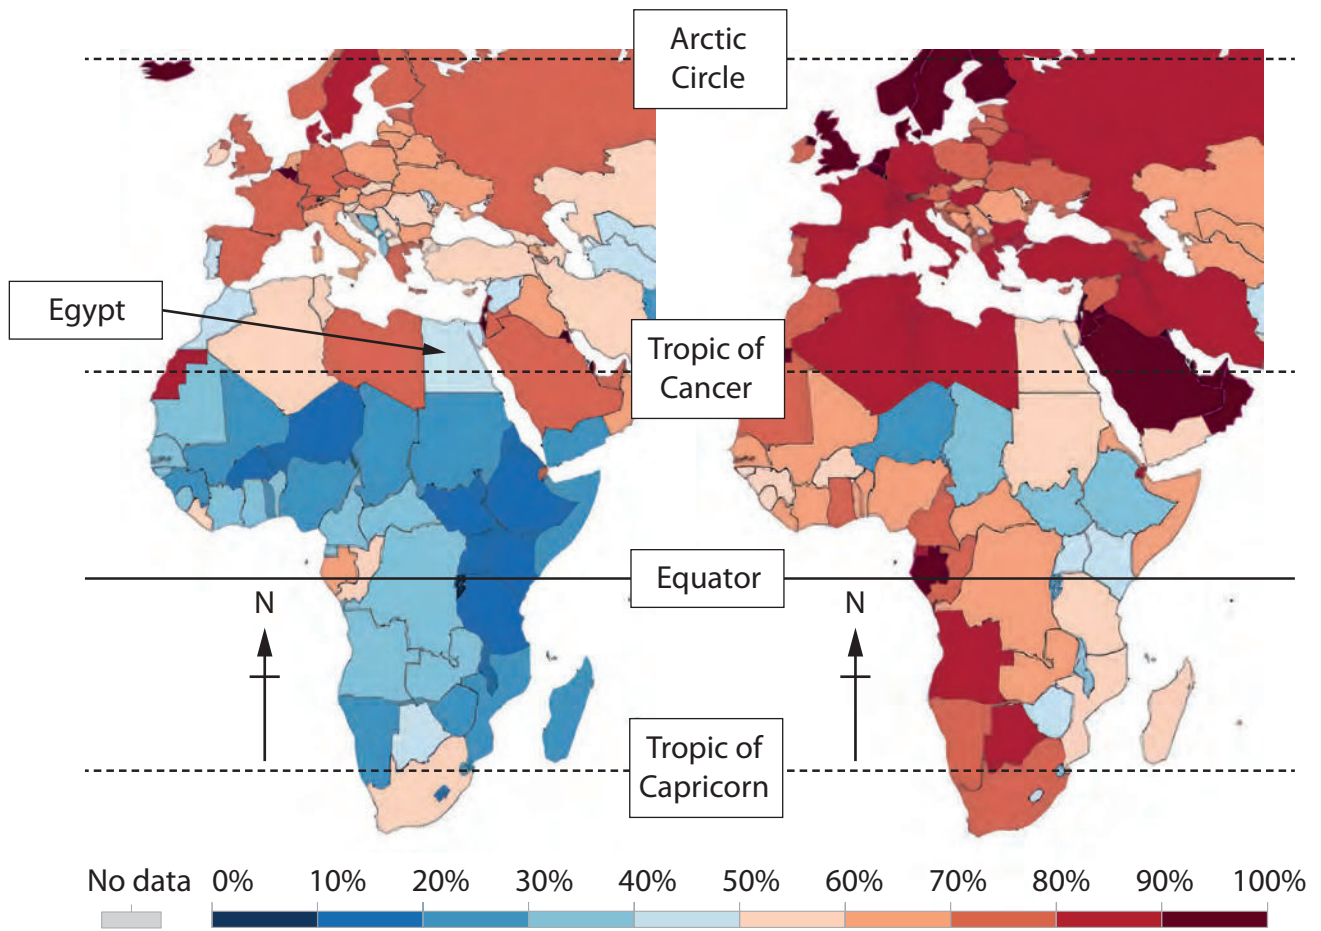 Arctic
Circle
Egypt
Tropic of
Cancer
Equator
N
N
Tropic of
Capricorn
No data 0% 10% 20% 30% 40% 50% 60% 70% 80% 90% 100%